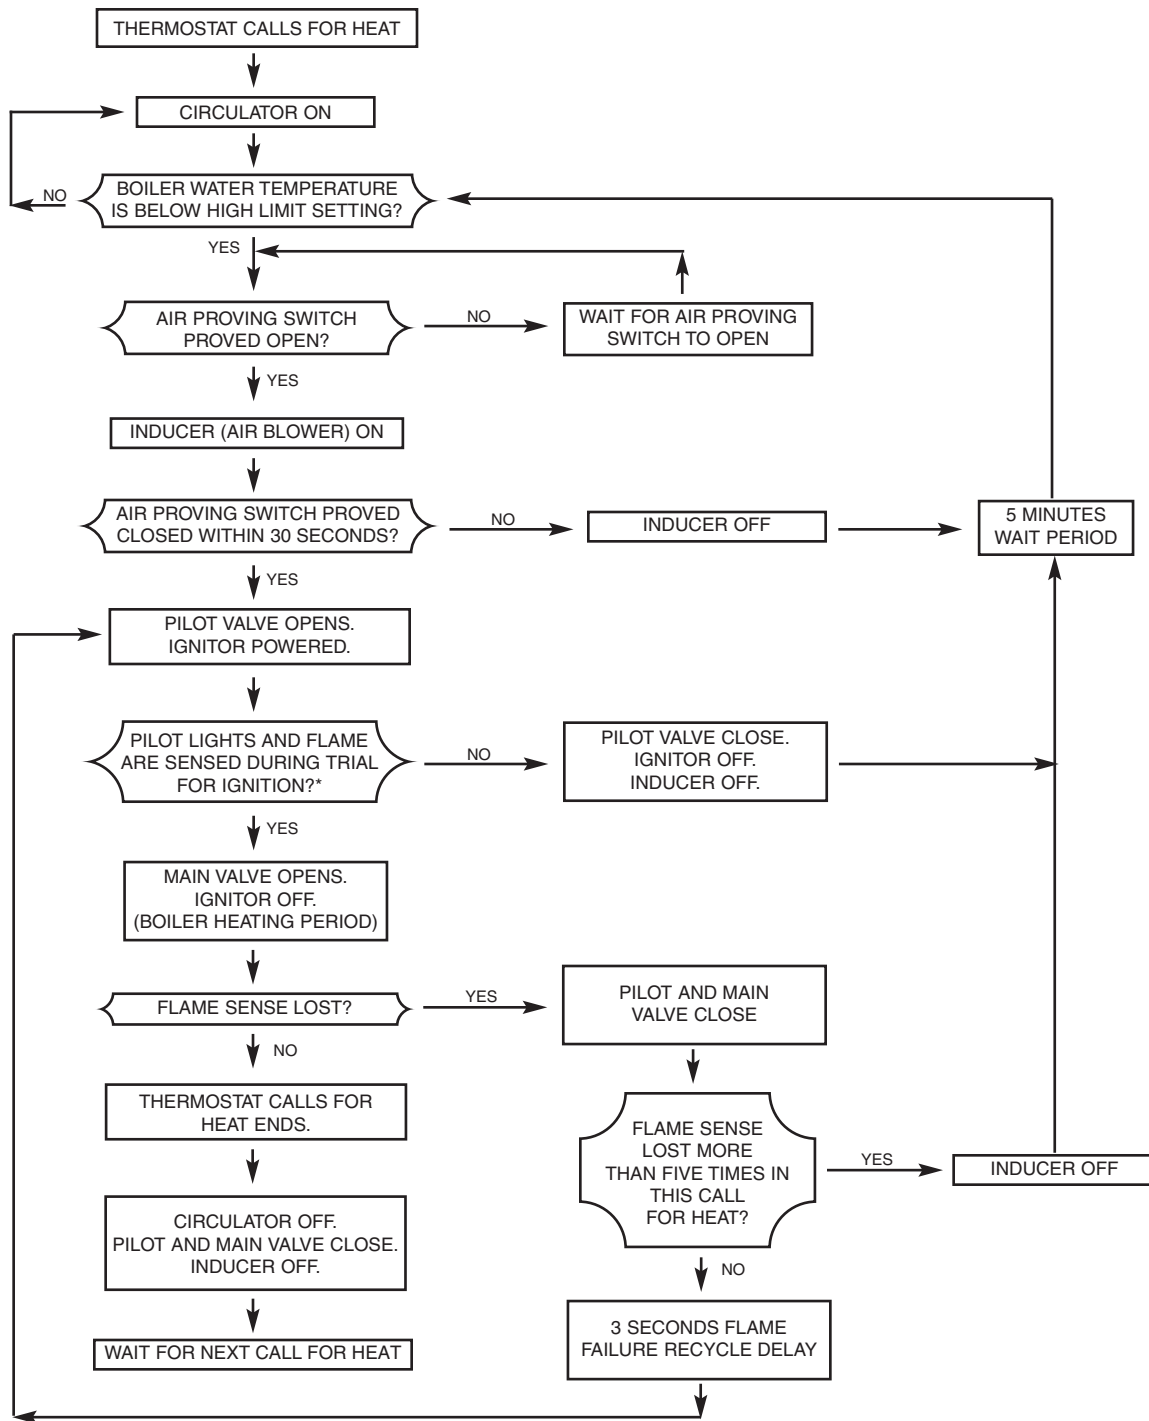 THERMOSTAT CALLS FOR HEAT
CIRCULATOR ON
NO
BOILER WATER TEMPERATURE
IS BELOW HIGH LIMIT SETTING?
YES
AIR PROVING SWITCH
PROVED OPEN?
NO
WAIT FOR AIR PROVING
SWITCH TO OPEN
YES
INDUCER (AIR BLOWER) ON
AIR PROVING SWITCH PROVED
CLOSED WITHIN 30 SECONDS?
NO
INDUCER OFF
5 MINUTES
WAIT PERIOD
YES
PILOT VALVE OPENS.
IGNITOR POWERED.
PILOT LIGHTS AND FLAME
ARE SENSED DURING TRIAL
FOR IGNITION?*
NO
PILOT VALVE CLOSE.
IGNITOR OFF.
INDUCER OFF.
YES
MAIN VALVE OPENS.
IGNITOR OFF.
(BOILER HEATING PERIOD)
FLAME SENSE LOST?
YES
PILOT AND MAIN
VALVE CLOSE
NO
THERMOSTAT CALLS FOR
HEAT ENDS.
FLAME SENSE
LOST MORE
THAN FIVE TIMES IN
THIS CALL
FOR HEAT?
YES
INDUCER OFF
CIRCULATOR OFF.
PILOT AND MAIN VALVE CLOSE.
INDUCER OFF.
NO
3 SECONDS FLAME
FAILURE RECYCLE DELAY
WAIT FOR NEXT CALL FOR HEAT